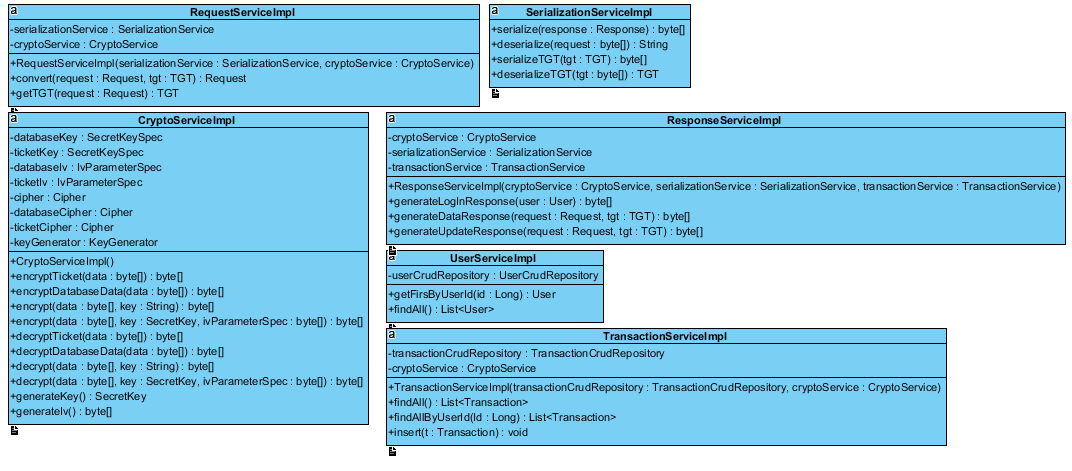 a
RequestServiceImpl
-serializationService : SerializationService
-cryptoService : CryptoService
+RequestServiceImpl(serializationService : SerializationService, cryptoService : CryptoService)
+convert(request : Request, tgt : TGT) : Request
+getTGT(request : Request) : TGT
a
SerializationServiceImpl
+serialize(response : Response) : byte[]
+deserialize(request : byte[]) : String
+serializeTGT(tgt : TGT) : byte[]
+deserializeTGT(tgt : byte[]) : TGT
a
CryptoServiceImpl
-databaseKey : SecretKeySpec
-ticketKey : SecretKeySpec
-databaseIv : IvParameterSpec
-ticketIv : IvParameterSpec
-cipher : Cipher
-databaseCipher : Cipher
-ticketCipher : Cipher
-keyGenerator : KeyGenerator
+CryptoServiceImpl()
+encryptTicket(data : byte[]) : byte[]
+encryptDatabaseData(data : byte[]) : byte[]
+encrypt(data : byte[], key : String) : byte[]
+encrypt(data : byte[], key : SecretKey, ivParameterSpec : byte[]) : byte[]
+decryptTicket(data : byte[]) : byte[]
+decryptDatabaseData(data : byte[]) : byte[]
+decrypt(data : byte[], key : String) : byte[]
+decrypt(data : byte[], key : SecretKey, ivParameterSpec : byte[]) : byte[]
+generateKey() : SecretKey
+generateIv() : byte[]
a
ResponseServiceImpl
-cryptoService : CryptoService
-serializationService : SerializationService
-transactionService : TransactionService
+ResponseServiceImpl(cryptoService : CryptoService, serializationService : SerializationService, transactionService : TransactionService)
+generateLogInResponse(user : User) : byte[]
+generateDataResponse(request : Request, tgt : TGT) : byte[]
+generateUpdateResponse(request : Request, tgt : TGT) : byte[]
a
UserServiceImpl
-userCrudRepository : UserCrudRepository
+getFirsByUserId(id : Long) : User
+findAll() : List<User>
a
TransactionServiceImpl
-transactionCrudRepository : TransactionCrudRepository
-cryptoService : CryptoService
+TransactionServiceImpl(transactionCrudRepository : TransactionCrudRepository, cryptoService : CryptoService)
+findAll() : List<Transaction>
+findAllByUserId(Id : Long) : List<Transaction>
+insert(t : Transaction) : void